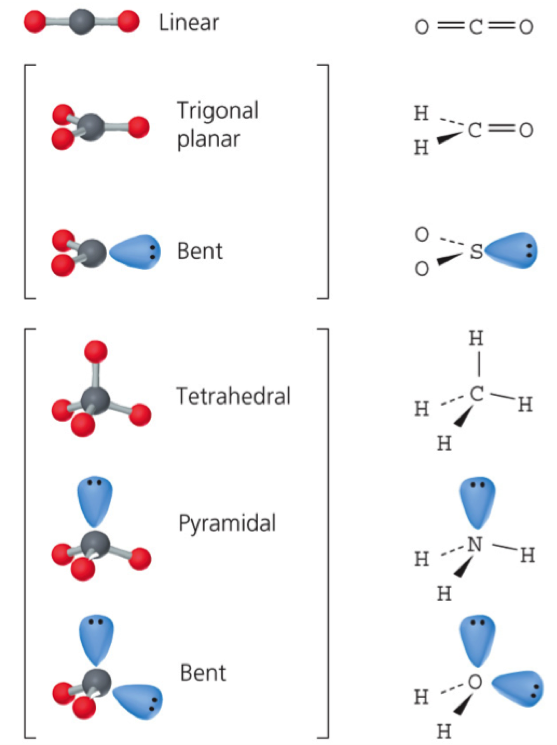 Linear
O=C=O
Trigonal
planar
H
C=O
H
Bent
O
S
O
Tetrahedral
H
C
H
H
H
Pyramidal
N
H
H
H
Bent
O
H
H